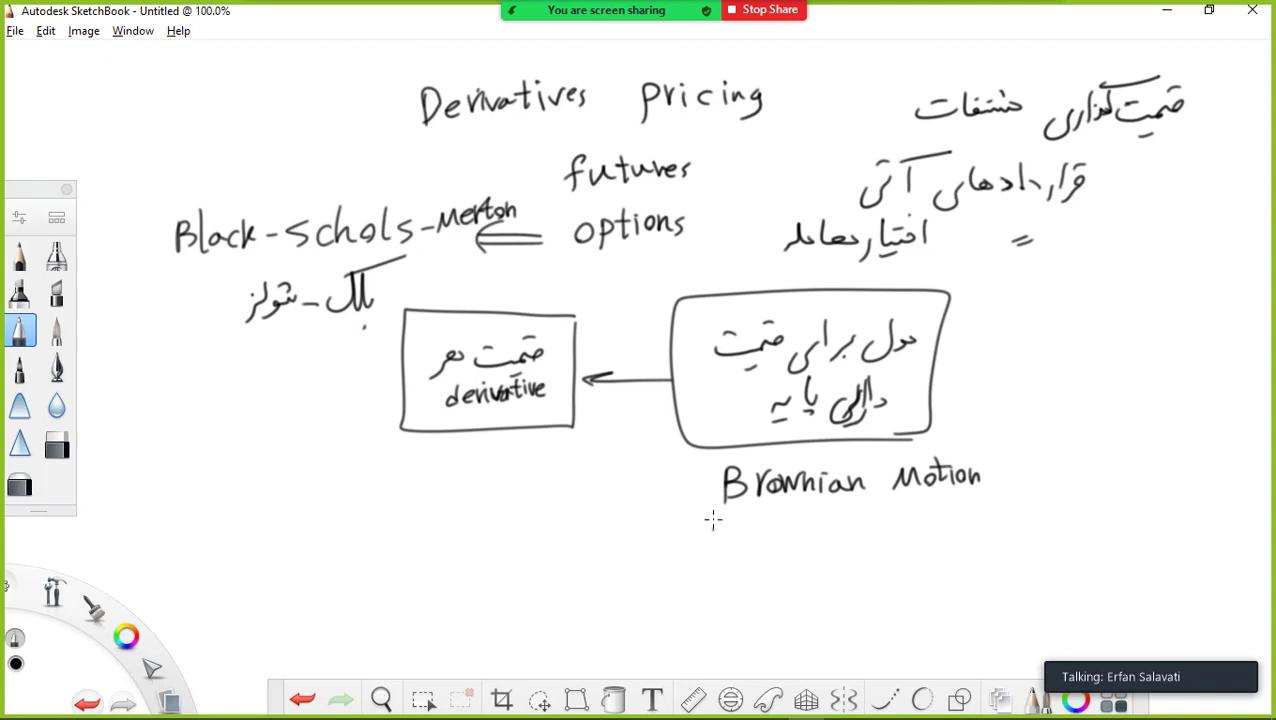 Autodesk SketchBook - Untitled @ 100.0%
You are screen sharing
Stop Share
File Edit Image Window Help
Derivatives pricing
قیمت‌گذاری مشتقات
futures
قراردادهای آتی
Black-Schols-Merton
options
= اختیار معامله
بلک - شولز
مدل برای قیمت
دارایی پایه
قیمت هر
derivative
Brownian Motion
Talking: Erfan Salavati